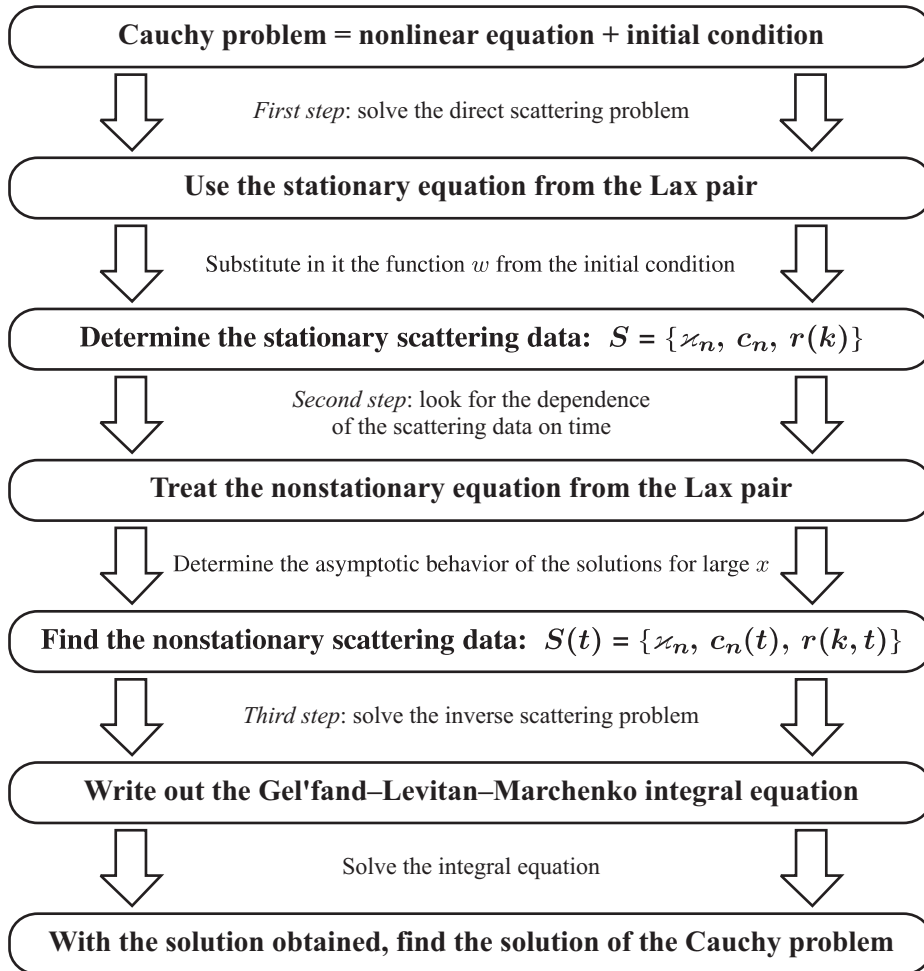 Cauchy problem = nonlinear equation + initial condition
First step: solve the direct scattering problem
Use the stationary equation from the Lax pair
Substitute in it the function w from the initial condition
Determine the stationary scattering data: S = {ϰₙ, cₙ, r(k)}
Second step: look for the dependence
of the scattering data on time
Treat the nonstationary equation from the Lax pair
Determine the asymptotic behavior of the solutions for large x
Find the nonstationary scattering data: S(t) = {ϰₙ, cₙ(t), r(k, t)}
Third step: solve the inverse scattering problem
Write out the Gel'fand–Levitan–Marchenko integral equation
Solve the integral equation
With the solution obtained, find the solution of the Cauchy problem